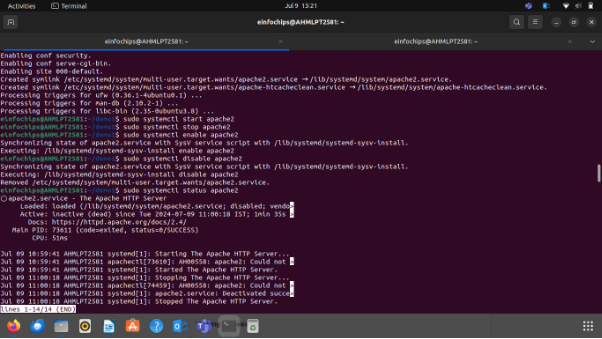 Activities Terminal Jul 9 13:21
einfochips@AHMLPT2581: ~
einfochips@AHMLPT2581: ~ × einfochips@AHMLPT2581: ~ ×
Enabling conf security.
Enabling conf serve-cgi-bin.
Enabling site 000-default.
Created symlink /etc/systemd/system/multi-user.target.wants/apache2.service → /lib/systemd/system/apache2.service.
Created symlink /etc/systemd/system/multi-user.target.wants/apache-htcacheclean.service → /lib/systemd/system/apache-htcacheclean.service.
Processing triggers for ufw (0.36.1-4ubuntu0.1) ...
Processing triggers for man-db (2.10.2-1) ...
Processing triggers for libc-bin (2.35-0ubuntu3.8) ...
einfochips@AHMLPT2581:~/demo$ sudo systemctl start apache2
einfochips@AHMLPT2581:~/demo$ sudo systemctl stop apache2
einfochips@AHMLPT2581:~/demo$ sudo systemctl enable apache2
Synchronizing state of apache2.service with SysV service script with /lib/systemd/systemd-sysv-install.
Executing: /lib/systemd/systemd-sysv-install enable apache2
einfochips@AHMLPT2581:~/demo$ sudo systemctl disable apache2
Synchronizing state of apache2.service with SysV service script with /lib/systemd/systemd-sysv-install.
Executing: /lib/systemd/systemd-sysv-install disable apache2
Removed /etc/systemd/system/multi-user.target.wants/apache2.service.
einfochips@AHMLPT2581:~/demo$ sudo systemctl status apache2
○ apache2.service - The Apache HTTP Server
Loaded: loaded (/lib/systemd/system/apache2.service; disabled; vendo>
Active: inactive (dead) since Tue 2024-07-09 11:00:18 IST; 1min 35s >
Docs: https://httpd.apache.org/docs/2.4/
Main PID: 73611 (code=exited, status=0/SUCCESS)
CPU: 51ms
Jul 09 10:59:41 AHMLPT2581 systemd[1]: Starting The Apache HTTP Server...
Jul 09 10:59:41 AHMLPT2581 apachectl[73610]: AH00558: apache2: Could not >
Jul 09 10:59:41 AHMLPT2581 systemd[1]: Started The Apache HTTP Server.
Jul 09 11:00:18 AHMLPT2581 systemd[1]: Stopping The Apache HTTP Server...
Jul 09 11:00:18 AHMLPT2581 apachectl[74459]: AH00558: apache2: Could not >
Jul 09 11:00:18 AHMLPT2581 systemd[1]: apache2.service: Deactivated succe>
Jul 09 11:00:18 AHMLPT2581 systemd[1]: Stopped The Apache HTTP Server.
lines 1-14/14 (END)